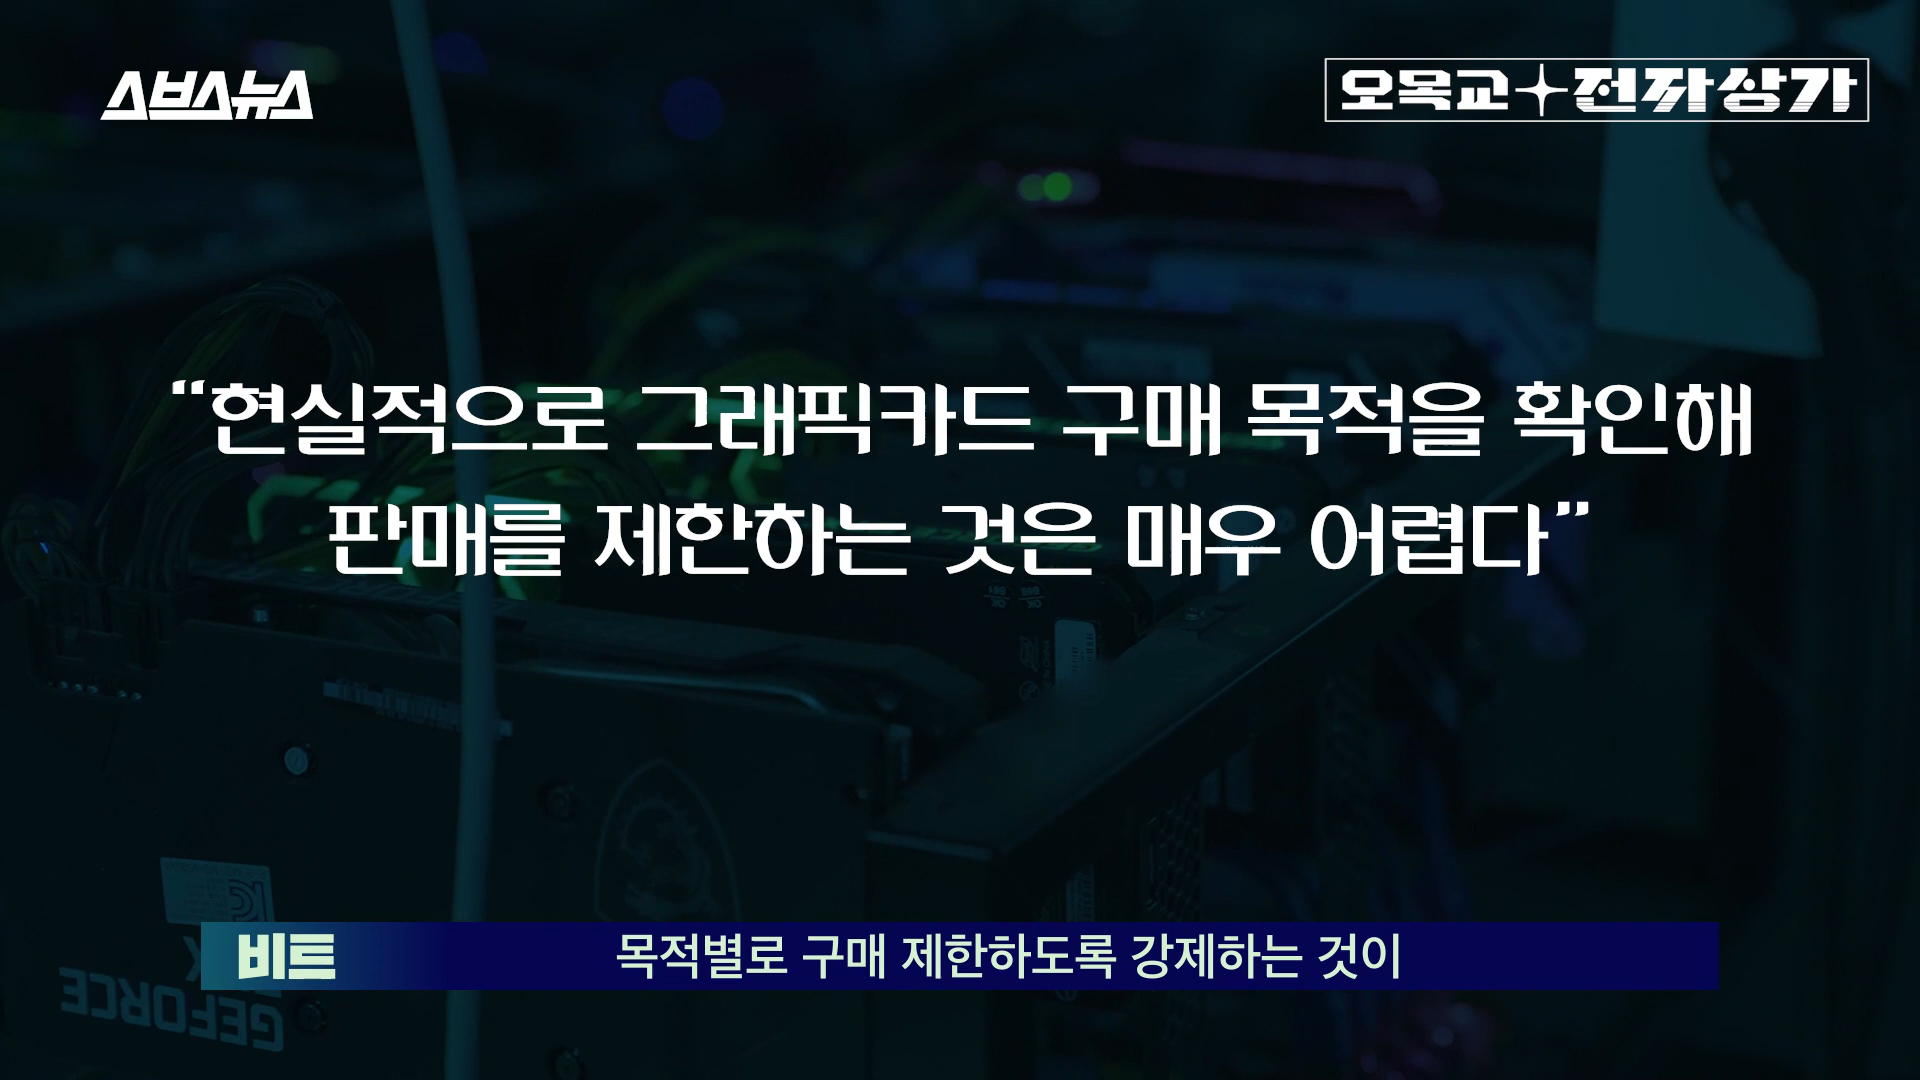 스브스뉴스
오목교 전자상가
“현실적으로 그래픽카드 구매 목적을 확인해
판매를 제한하는 것은 매우 어렵다”
비트 목적별로 구매 제한하도록 강제하는 것이
GEFORCE